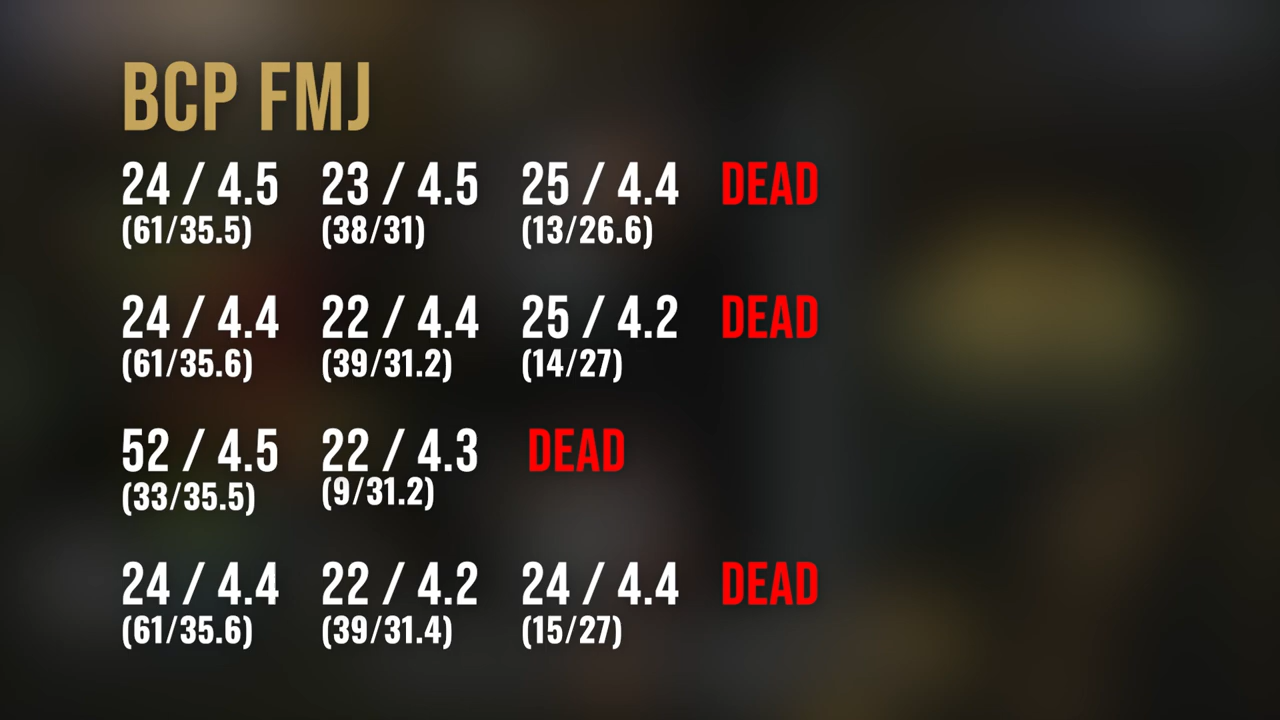 BCP FMJ
24 / 4.5 23 / 4.5 25 / 4.4 DEAD
(61/35.5) (38/31) (13/26.6)
24 / 4.4 22 / 4.4 25 / 4.2 DEAD
(61/35.6) (39/31.2) (14/27)
52 / 4.5 22 / 4.3 DEAD
(33/35.5) (9/31.2)
24 / 4.4 22 / 4.2 24 / 4.4 DEAD
(61/35.6) (39/31.4) (15/27)